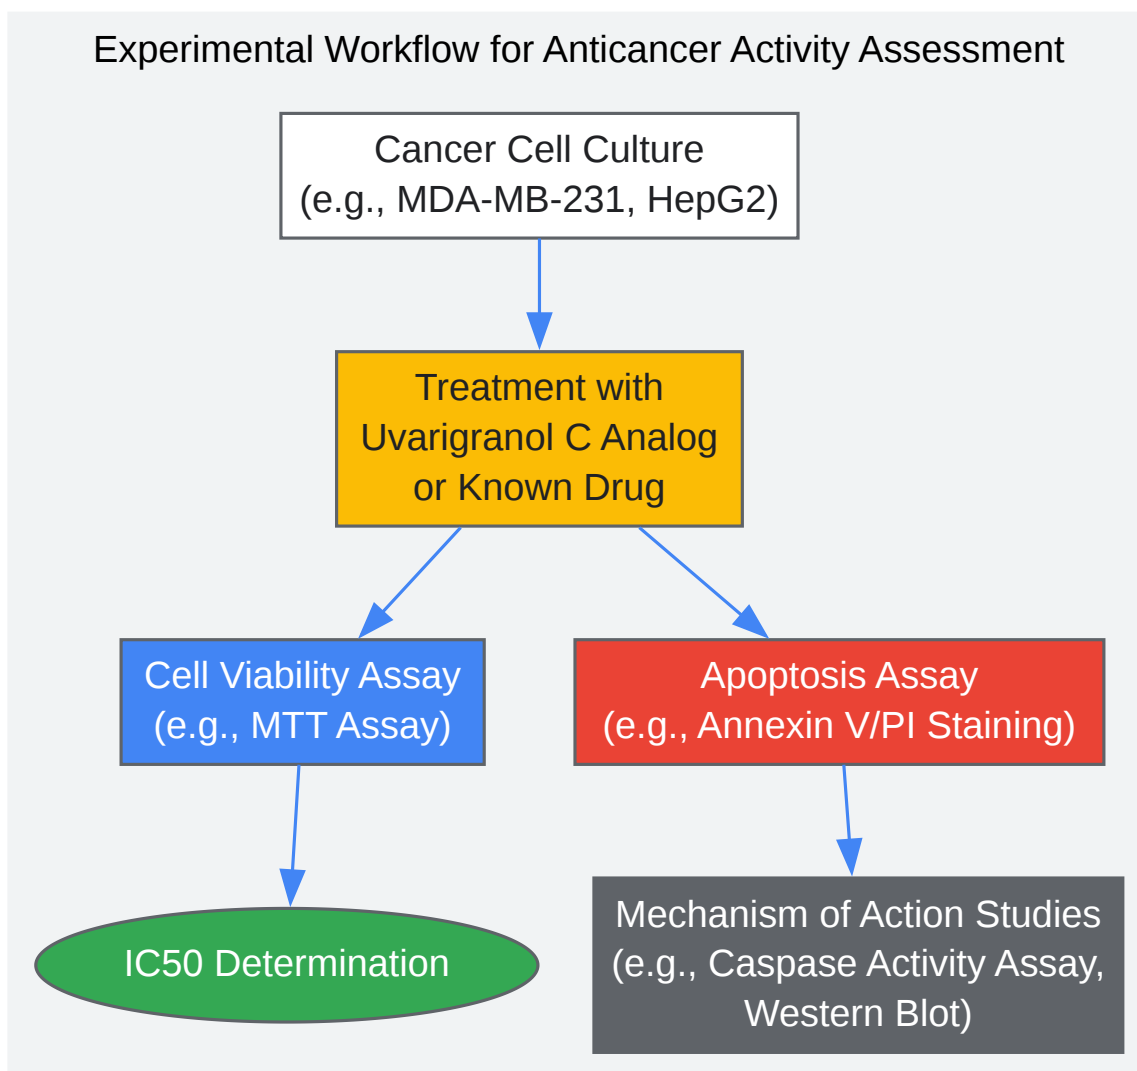 Experimental Workflow for Anticancer Activity Assessment
Cancer Cell Culture
(e.g., MDA-MB-231, HepG2)
Treatment with
Uvarigranol C Analog
or Known Drug
Cell Viability Assay
(e.g., MTT Assay)
Apoptosis Assay
(e.g., Annexin V/PI Staining)
IC50 Determination
Mechanism of Action Studies
(e.g., Caspase Activity Assay,
Western Blot)